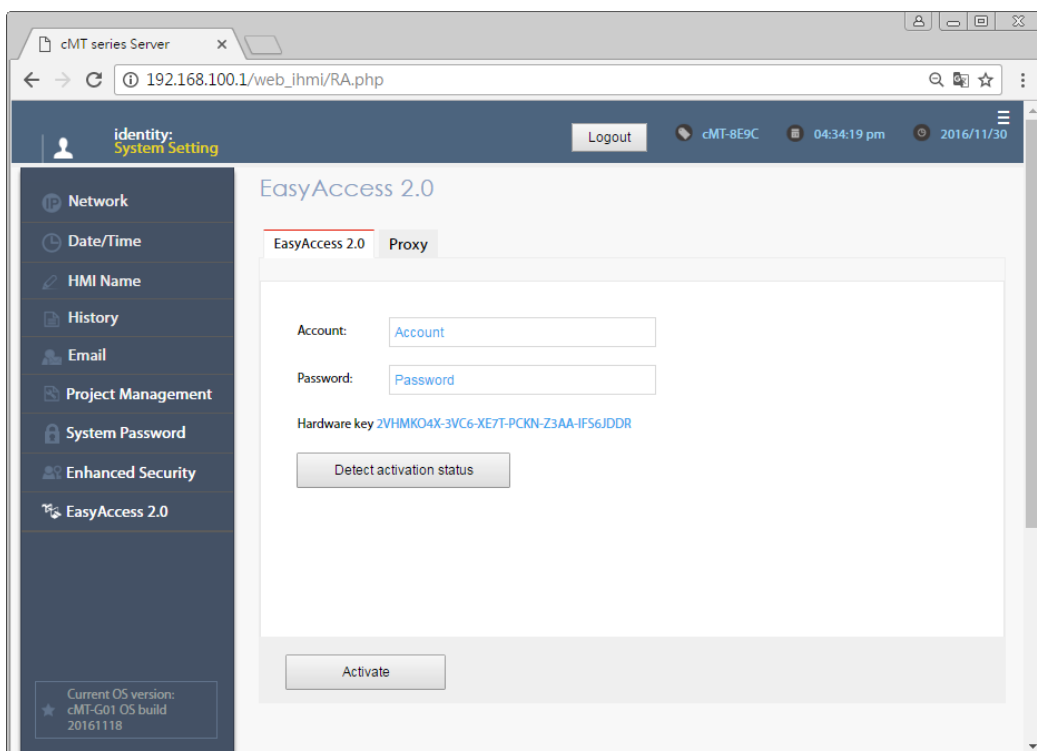 cMT series Server
192.168.100.1/web_ihmi/RA.php
identity:
System Setting
Logout
cMT-8E9C
04:34:19 pm
2016/11/30
IP Network
Date/Time
HMI Name
History
Email
Project Management
System Password
Enhanced Security
EasyAccess 2.0
Current OS version:
cMT-G01 OS build
20161118
EasyAccess 2.0
EasyAccess 2.0 Proxy
Account: Account
Password: Password
Hardware key 2VHMKO4X-3VC6-XE7T-PCKN-Z3AA-IFS6JDDR
Detect activation status
Activate